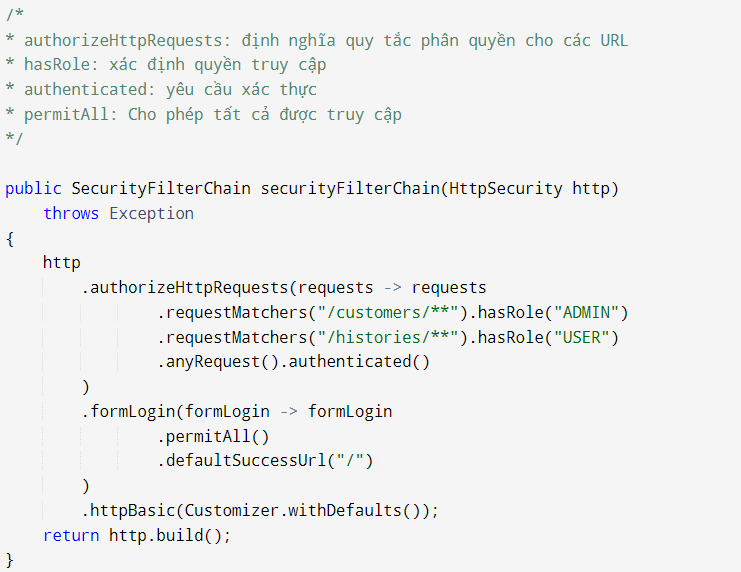 /*
* authorizeHttpRequests: định nghĩa quy tắc phân quyền cho các URL
* hasRole: xác định quyền truy cập
* authenticated: yêu cầu xác thực
* permitAll: Cho phép tất cả được truy cập
*/
public SecurityFilterChain securityFilterChain(HttpSecurity http)
    throws Exception
{
    http
        .authorizeHttpRequests(requests -> requests
                .requestMatchers("/customers/**").hasRole("ADMIN")
                .requestMatchers("/histories/**").hasRole("USER")
                .anyRequest().authenticated()
        )
        .formLogin(formLogin -> formLogin
                .permitAll()
                .defaultSuccessUrl("/")
        )
        .httpBasic(Customizer.withDefaults());
    return http.build();
}